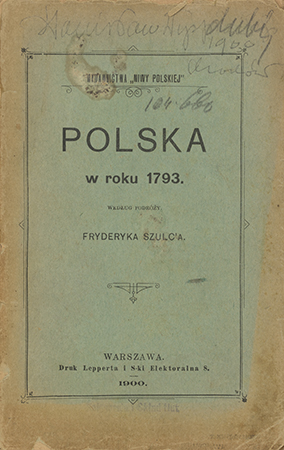 1900
WYDAWNICTWA „NIWY POLSKIEJ"
104.660
POLSKA
w roku 1793.
WEDŁUG PODRÓŻY
FRYDERYKA SZULC'A.
WARSZAWA.
Druk Lepperta i S-ki Elektoralna 8.
1900.